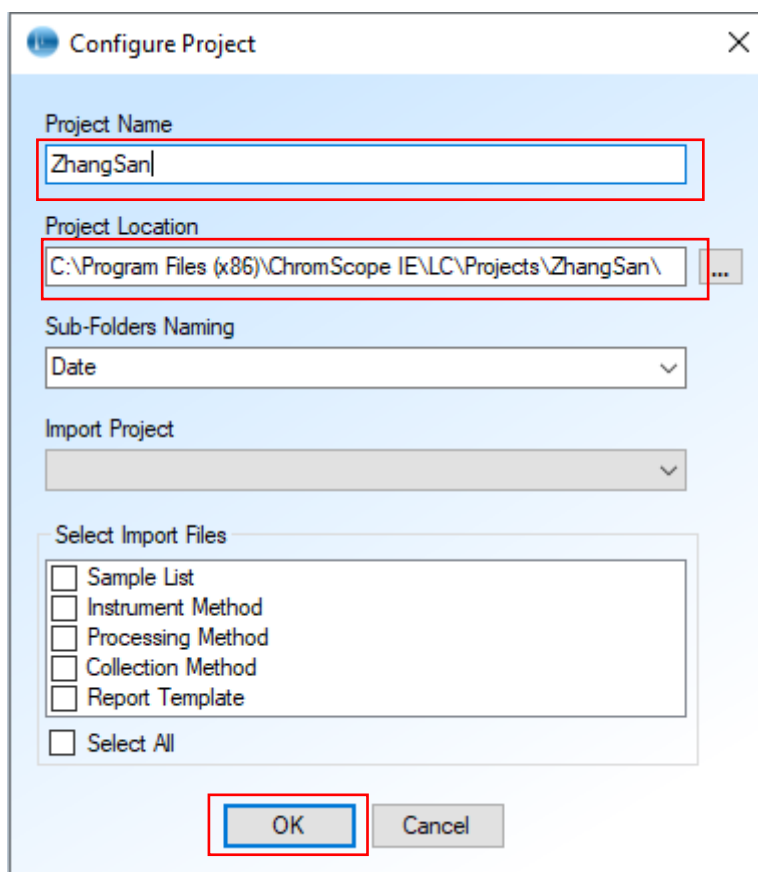 Configure Project
Project Name
ZhangSan
Project Location
C:\Program Files (x86)\ChromScope IE\LC\Projects\ZhangSan\
...
Sub-Folders Naming
Date
Import Project
Select Import Files
Sample List
Instrument Method
Processing Method
Collection Method
Report Template
Select All
OK Cancel